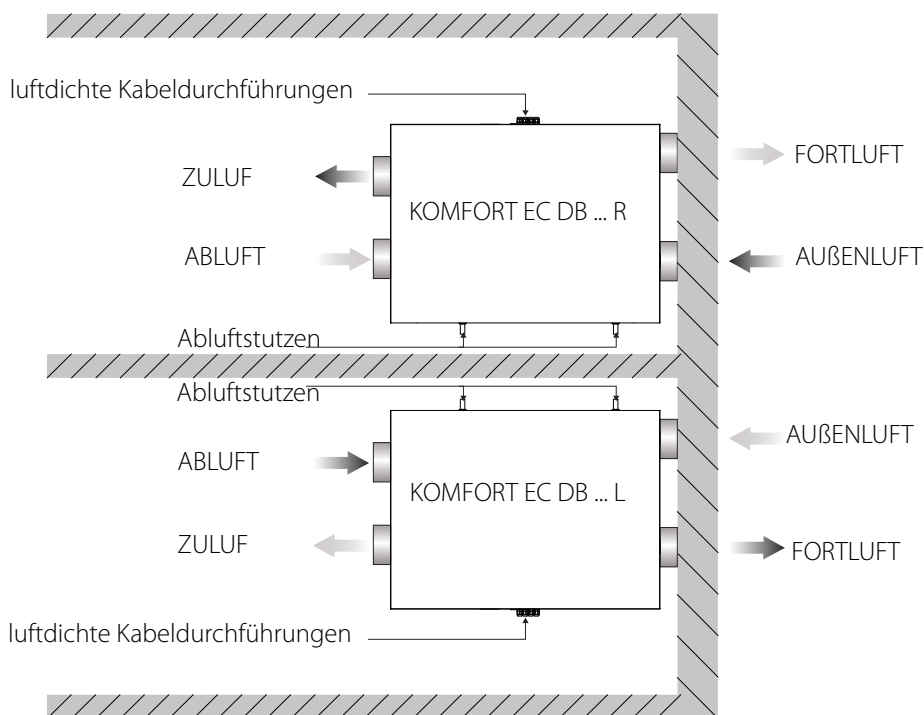 luftdichte Kabeldurchführungen
FORTLUFT
ZULUF
KOMFORT EC DB ... R
ABLUFT
AUßENLUFT
Abluftstutzen
Abluftstutzen
AUßENLUFT
ABLUFT
KOMFORT EC DB ... L
ZULUF
FORTLUFT
luftdichte Kabeldurchführungen